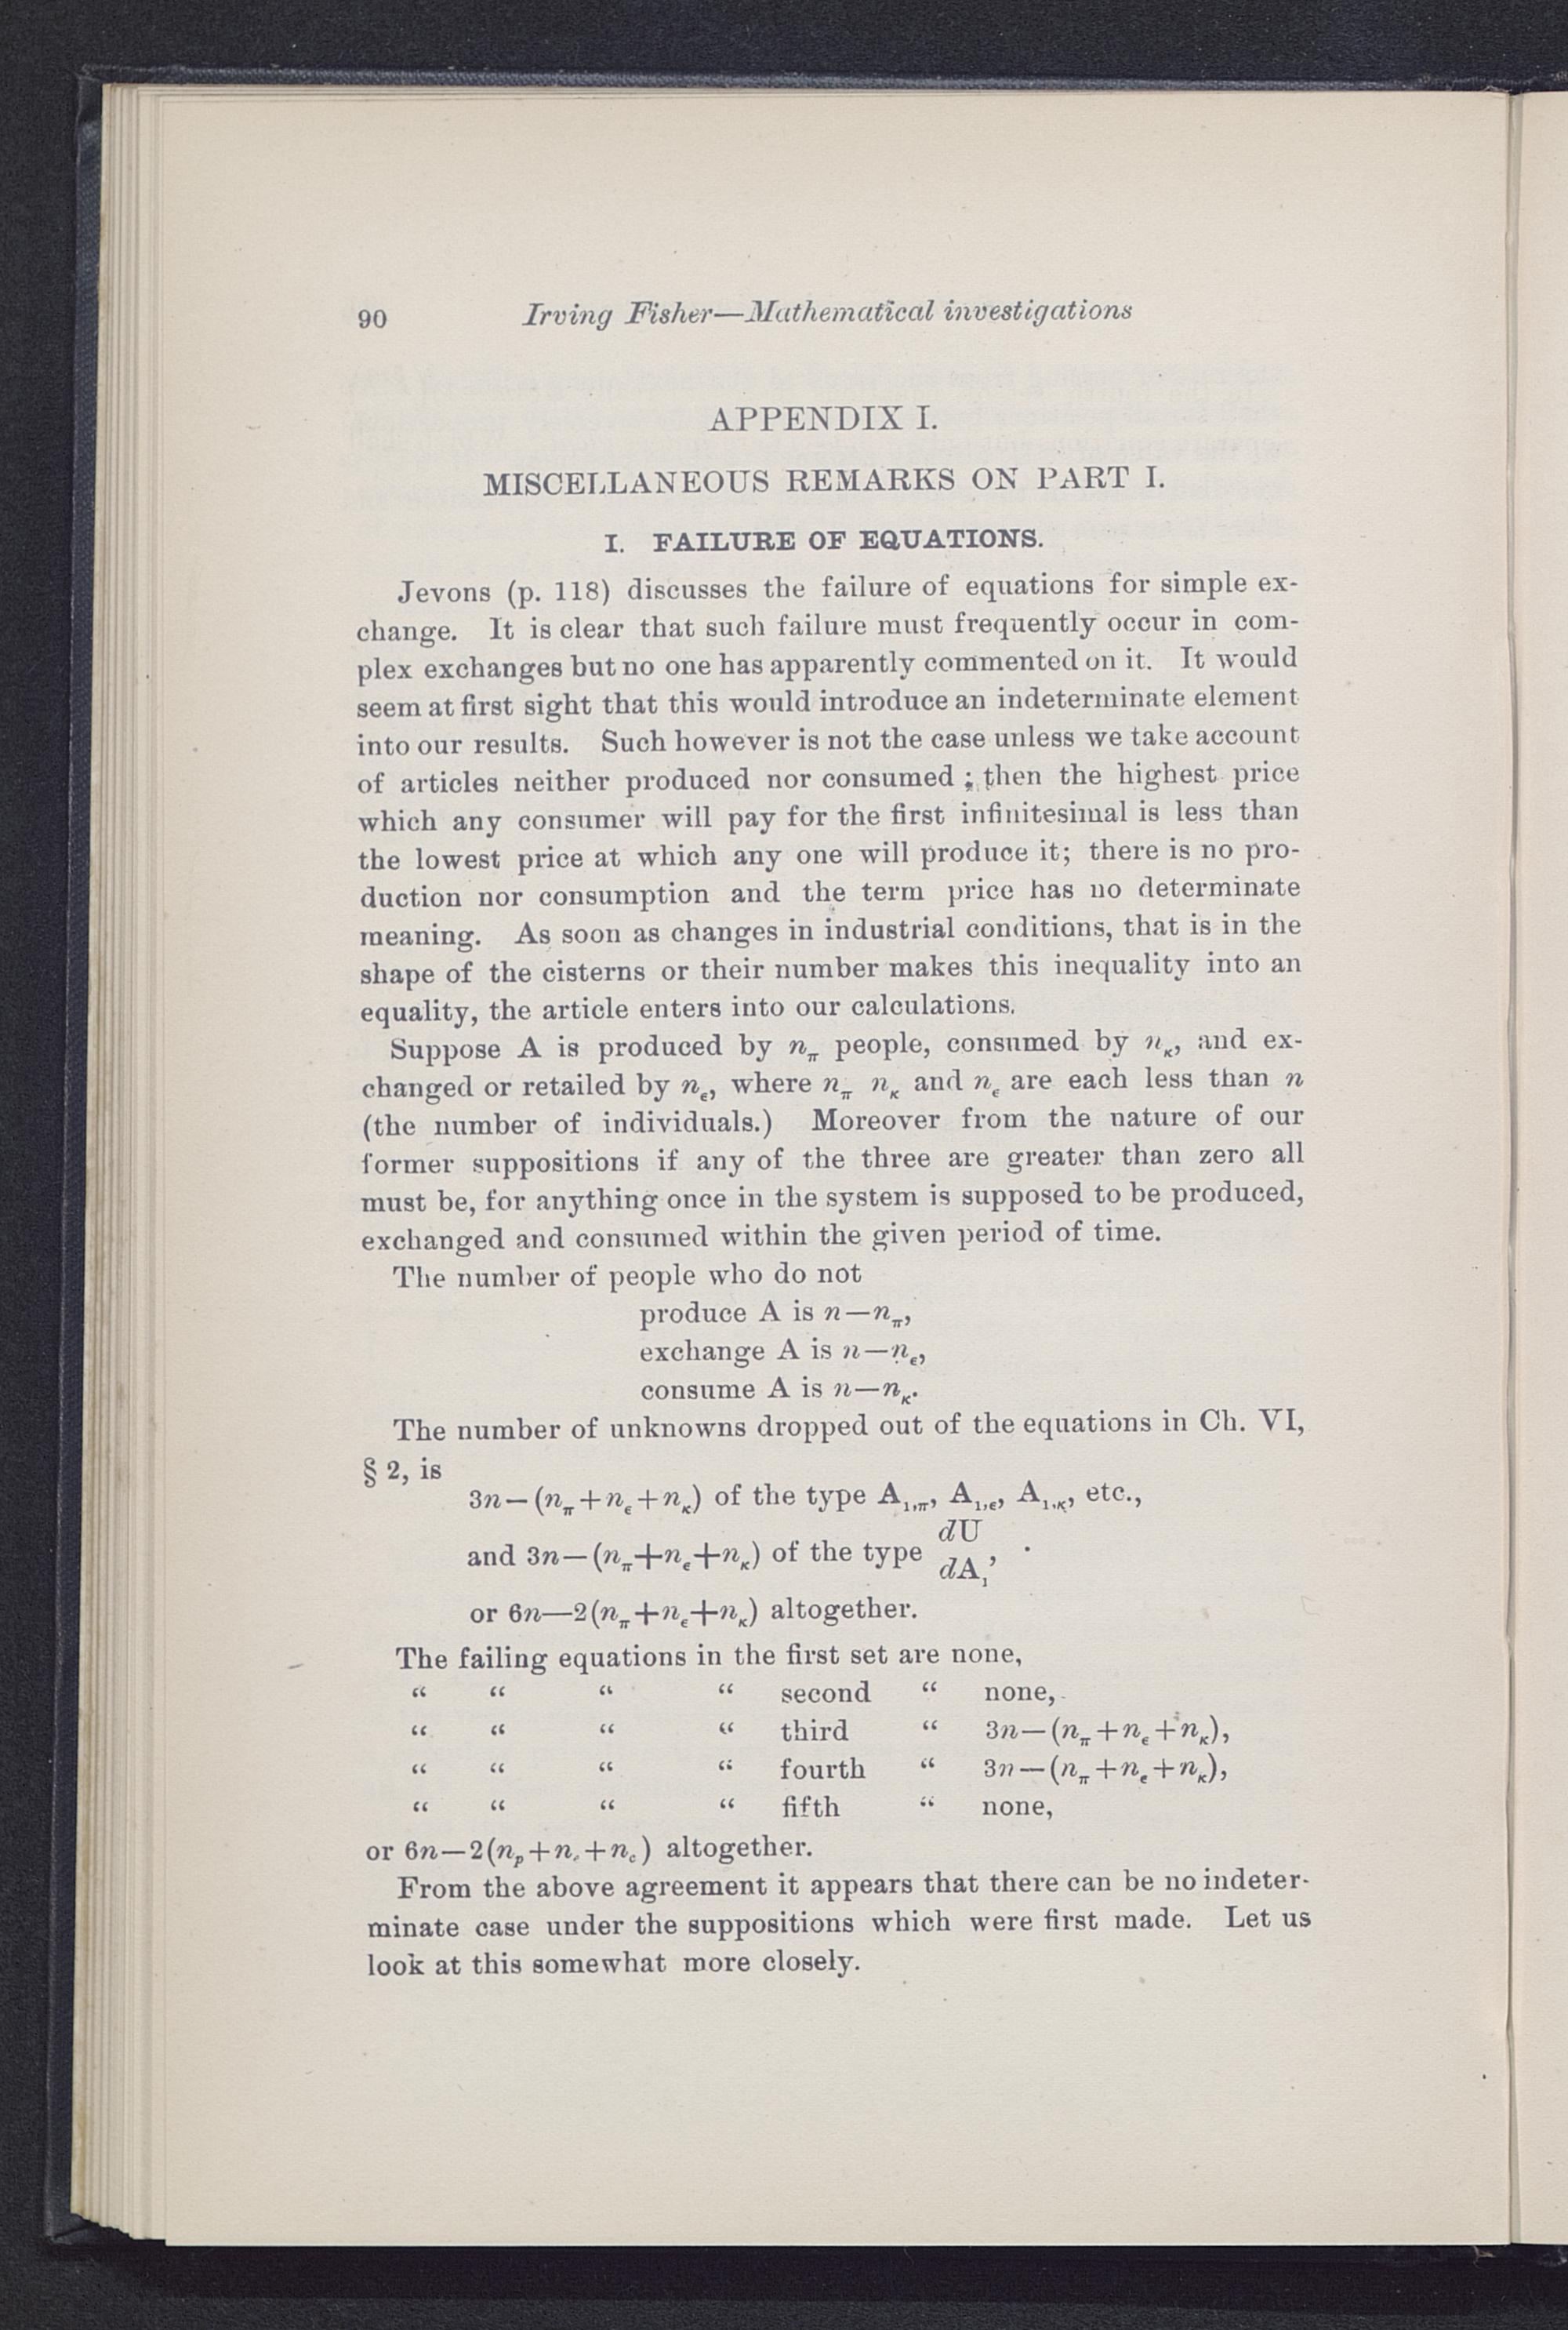 90 Irving Fisher—Mathematical investigations
APPENDIX I.
MISCELLANEOUS REMARKS ON PART I.
I. FAILURE OF EQUATIONS.
Jevons (p. 118) discusses the failure of equations for simple ex-
change. It is clear that such failure must frequently occur in com-
plex exchanges but no one has apparently commented on it. It would
seem at first sight that this would introduce an indeterminate element
into our results. Such however is not the case unless we take account
of articles neither produced nor consumed ; then the highest price
which any consumer will pay for the first infinitesimal is less than
the lowest price at which any one will produce it; there is no pro-
duction nor consumption and the term price has no determinate
meaning. As soon as changes in industrial conditions, that is in the
shape of the cisterns or their number makes this inequality into an
equality, the article enters into our calculations.
Suppose A is produced by n_π people, consumed by n_κ, and ex-
changed or retailed by n_ε, where n_π n_κ and n_ε are each less than n
(the number of individuals.) Moreover from the nature of our
former suppositions if any of the three are greater than zero all
must be, for anything once in the system is supposed to be produced,
exchanged and consumed within the given period of time.
The number of people who do not
produce A is n—n_π,
exchange A is n—n_ε,
consume A is n—n_κ.
The number of unknowns dropped out of the equations in Ch. VI,
§ 2, is
3n—(n_π+n_ε+n_κ) of the type A_1,π, A_1,ε, A_1,κ, etc.,
and 3n—(n_π+n_ε+n_κ) of the type dU/dA_1,
or 6n—2(n_π+n_ε+n_κ) altogether.
The failing equations in the first set are none,
“ “ “ “ second “ none,
“ “ “ “ third “ 3n—(n_π+n_ε+n_κ),
“ “ “ “ fourth “ 3n—(n_π+n_ε+n_κ),
“ “ “ “ fifth “ none,
or 6n—2(n_p+n_e+n_c) altogether.
From the above agreement it appears that there can be no indeter-
minate case under the suppositions which were first made. Let us
look at this somewhat more closely.